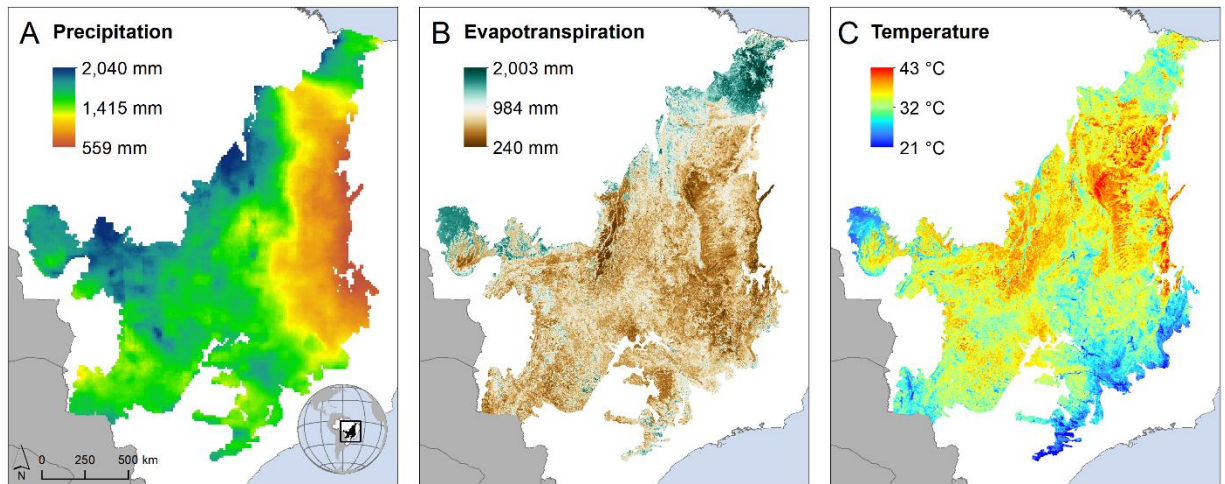 A Precipitation
2,040 mm
1,415 mm
559 mm
N
0 250 500 km
B Evapotranspiration
2,003 mm
984 mm
240 mm
C Temperature
43 °C
32 °C
21 °C